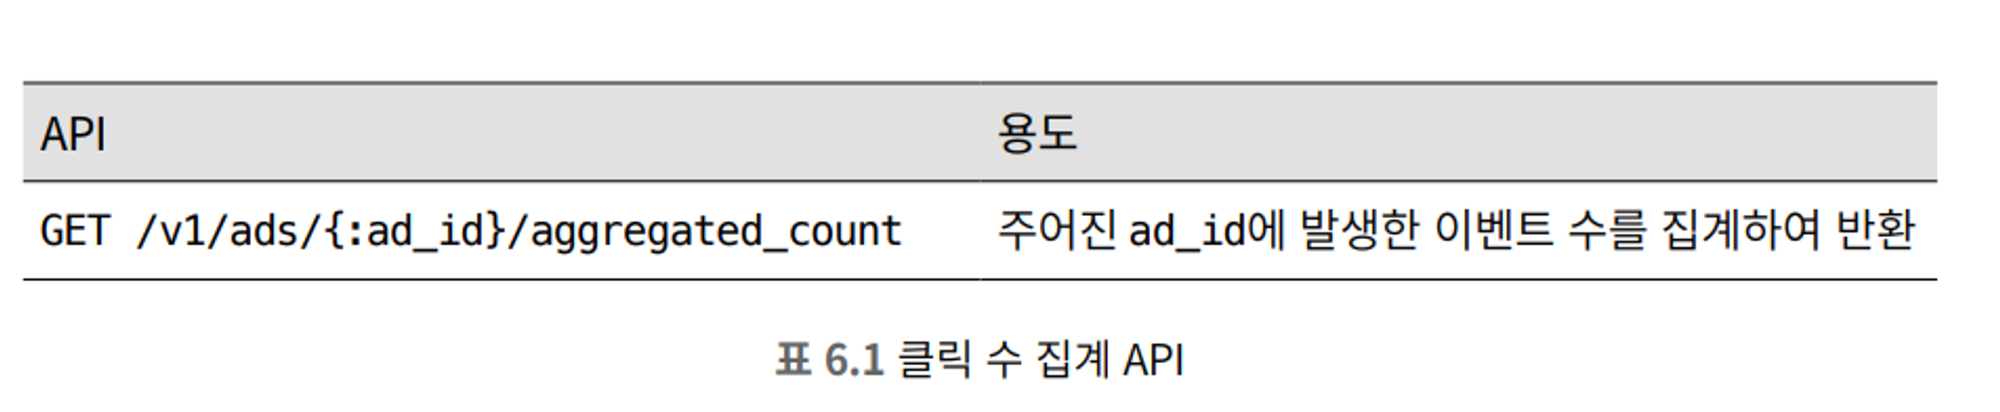 API 용도
GET /v1/ads/{:ad_id}/aggregated_count 주어진 ad_id에 발생한 이벤트 수를 집계하여 반환
표 6.1 클릭 수 집계 API